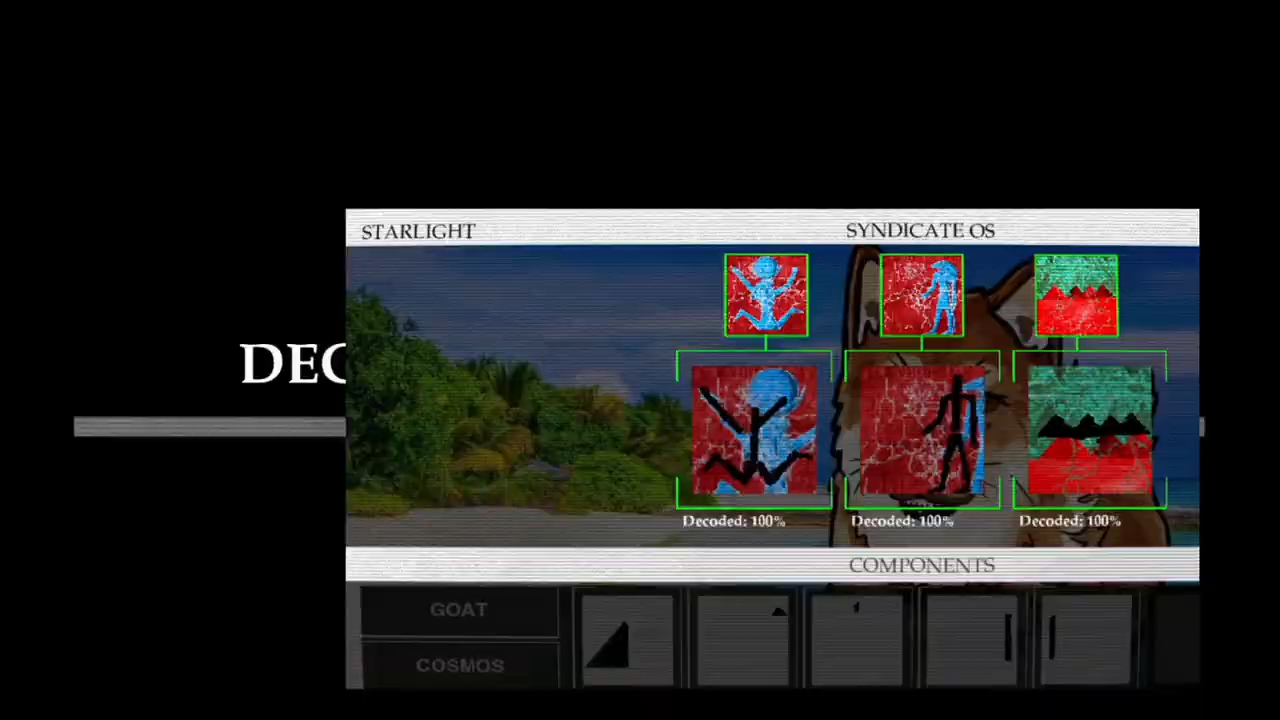 STARLIGHT SYNDICATE OS
DEC
Decoded: 100% Decoded: 100% Decoded: 100%
COMPONENTS
GOAT
COSMOS